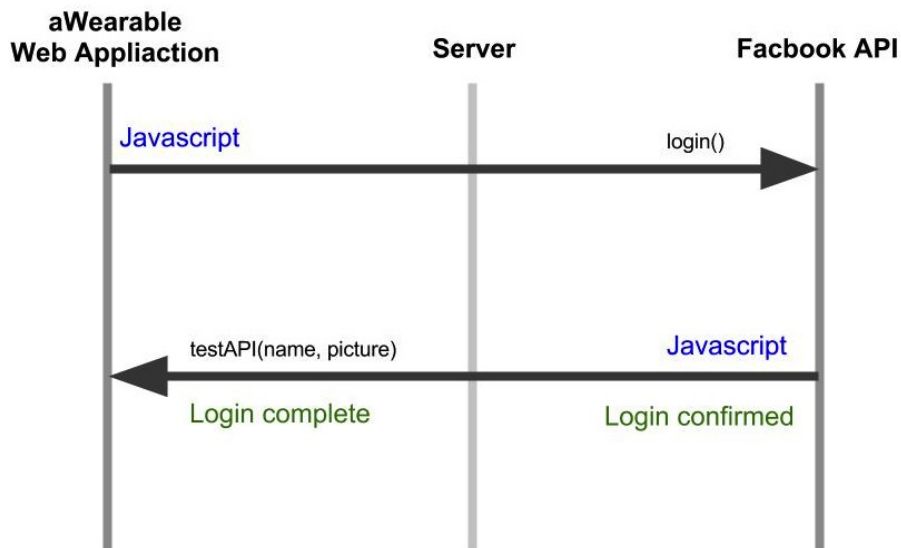 aWearable
Web Appliaction
Server
Facbook API
Javascript
login()
testAPI(name, picture)
Javascript
Login complete
Login confirmed